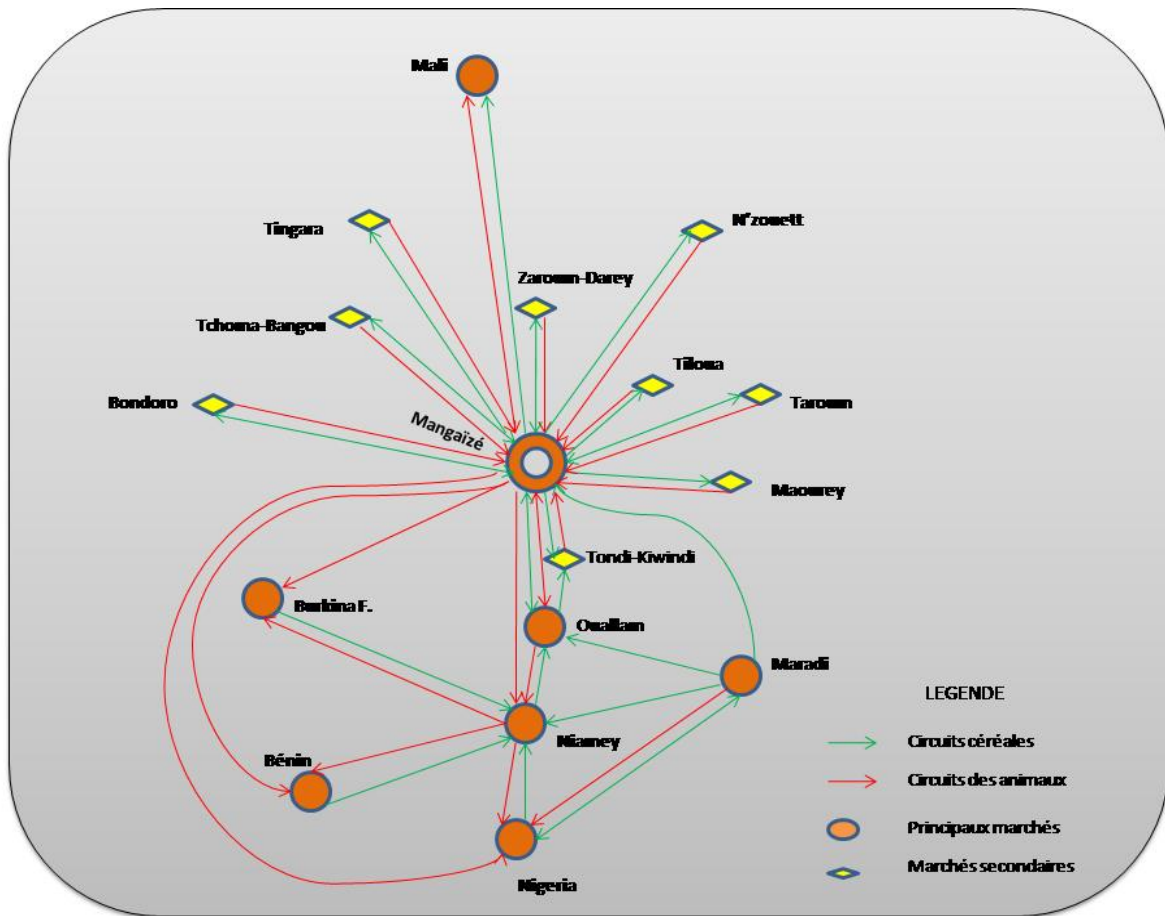 Mali
Tingara
N'zouett
Zaroum-Darey
Tchoma-Bangou
Tiloua
Bondoro
Taroum
Mangaïzé
Maourey
Tondi-Kiwindi
Burkina F.
Ouallam
Maradi
LEGENDE
Niamey
Circuits céréales
Bénin
Circuits des animaux
Principaux marchés
Marchés secondaires
Nigeria